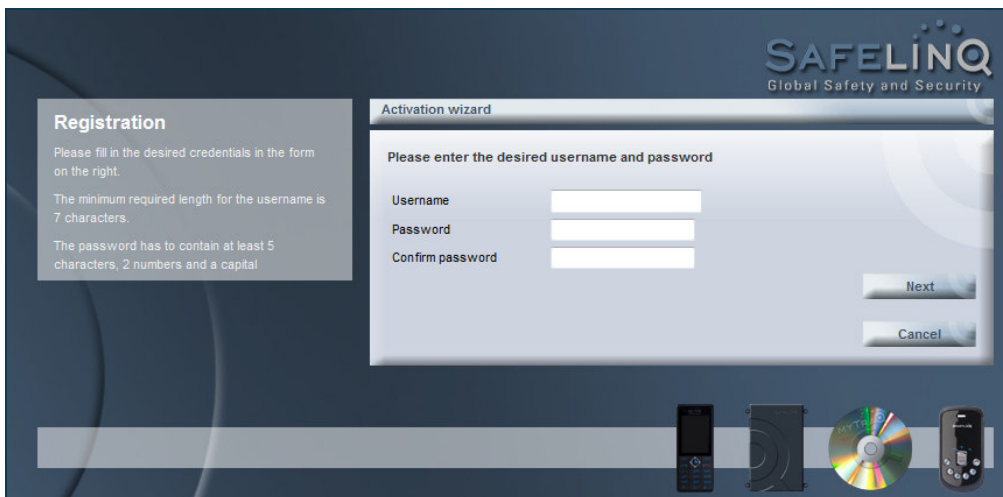 SAFELINQ
Global Safety and Security
Registration
Please fill in the desired credentials in the form
on the right.
The minimum required length for the username is
7 characters.
The password has to contain at least 5
characters, 2 numbers and a capital
Activation wizard
Please enter the desired username and password
Username
Password
Confirm password
Next
Cancel